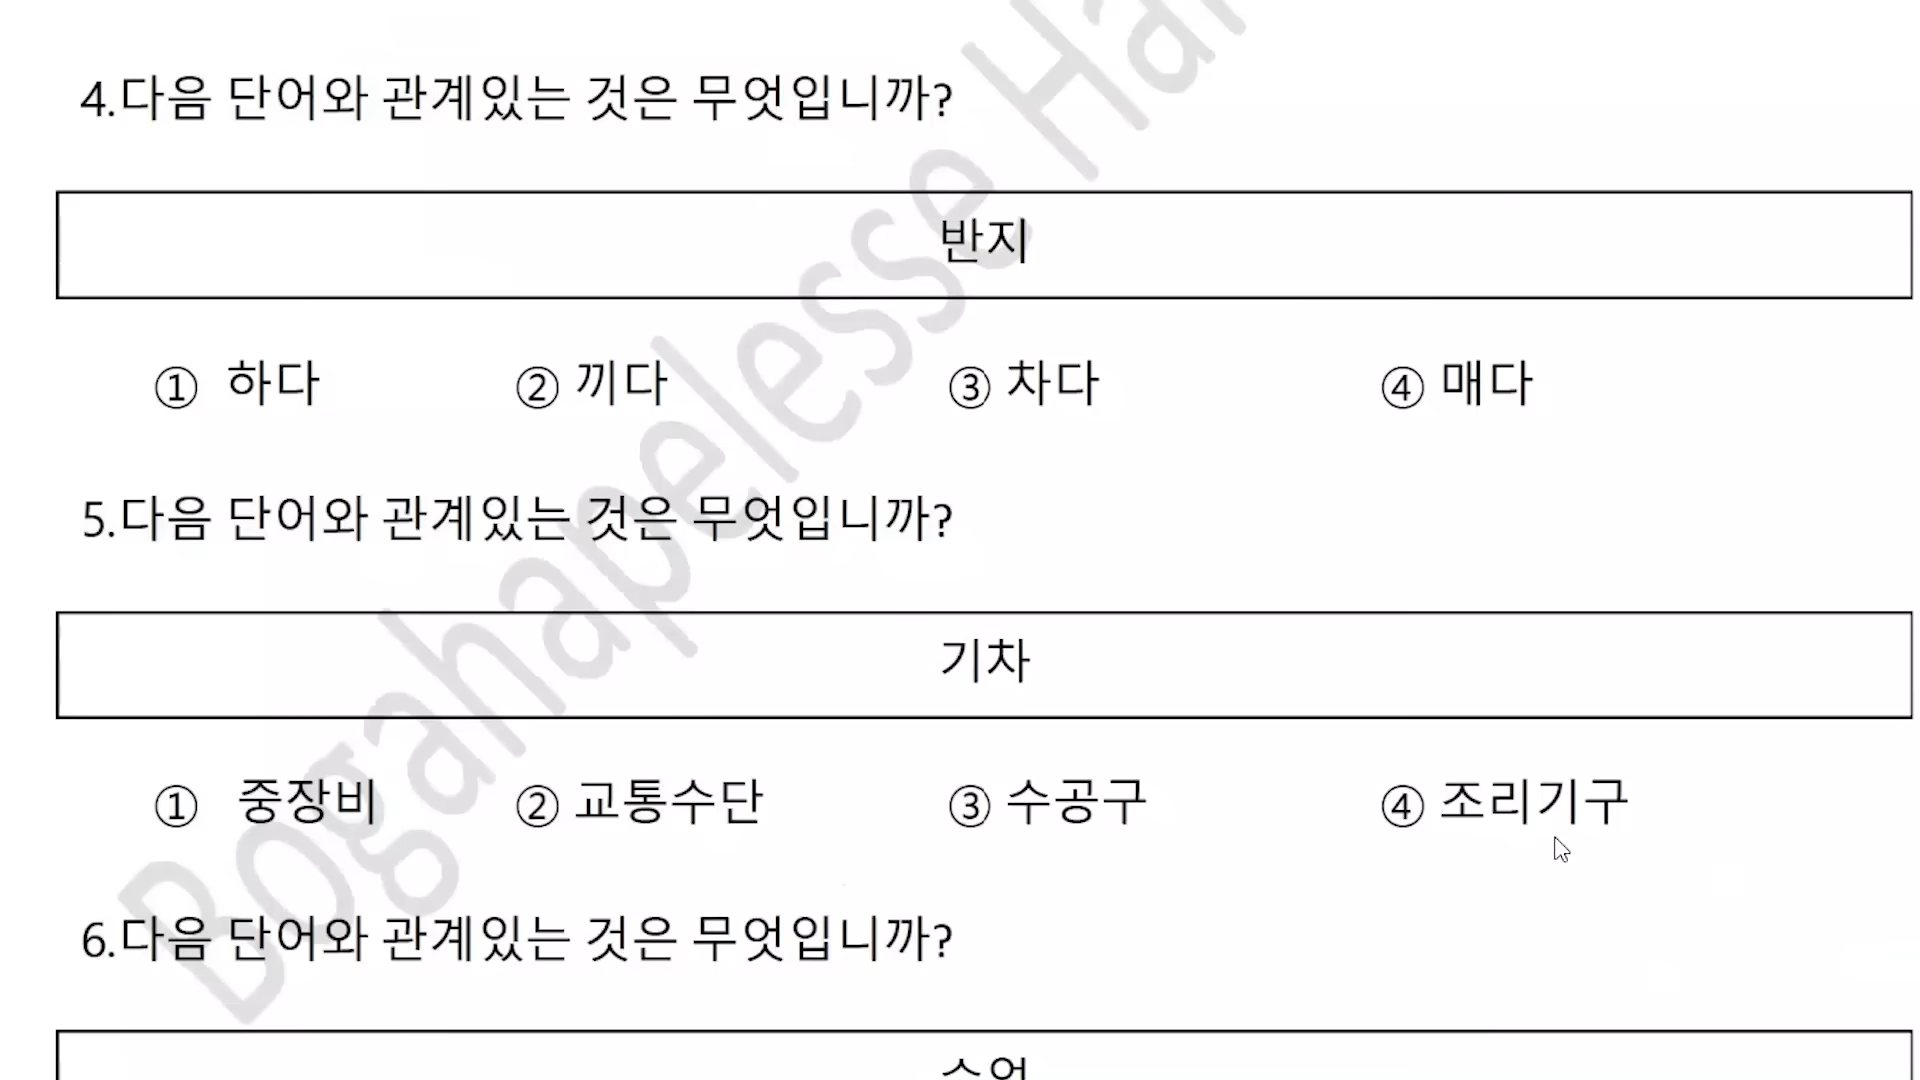 4.다음 단어와 관계있는 것은 무엇입니까?
반지
① 하다 ② 끼다 ③ 차다 ④ 매다
5.다음 단어와 관계있는 것은 무엇입니까?
기차
① 중장비 ② 교통수단 ③ 수공구 ④ 조리기구
6.다음 단어와 관계있는 것은 무엇입니까?
Bogahapelesse